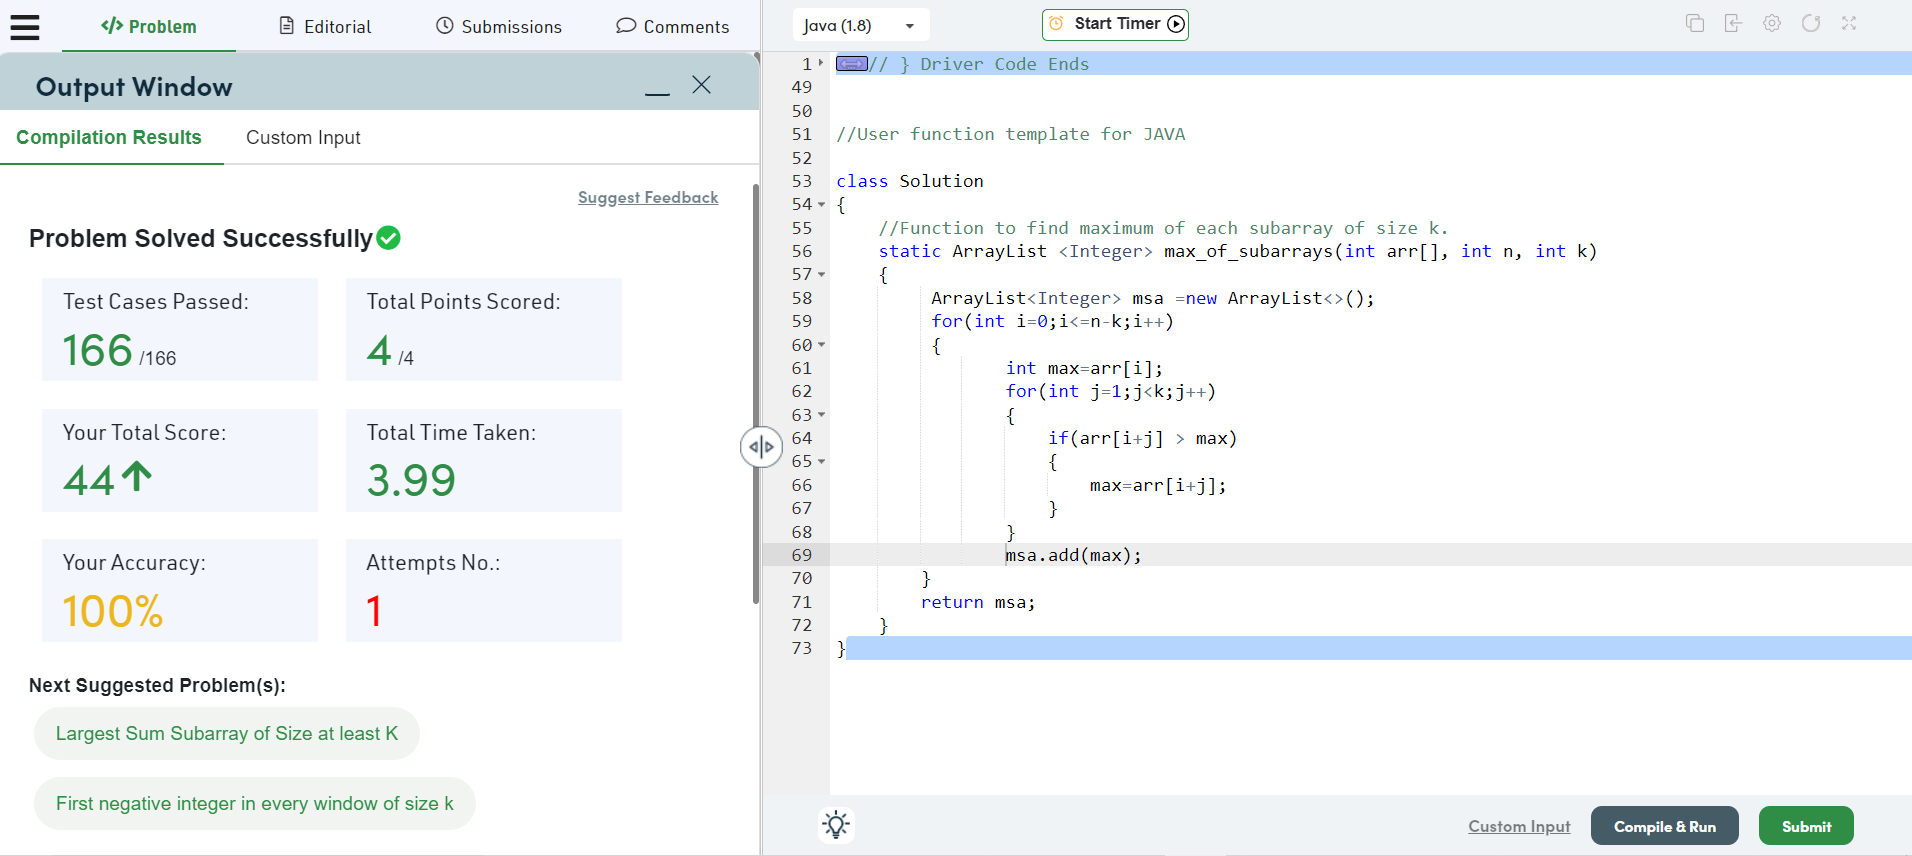 </> Problem
Editorial
Submissions
Comments
Output Window
Compilation Results
Custom Input
Suggest Feedback
Problem Solved Successfully
Test Cases Passed:
166 /166
Total Points Scored:
4 /4
Your Total Score:
44
Total Time Taken:
3.99
Your Accuracy:
100%
Attempts No.:
1
Next Suggested Problem(s):
Largest Sum Subarray of Size at least K
First negative integer in every window of size k
Java (1.8)
Start Timer
1 // } Driver Code Ends
49
50
51 //User function template for JAVA
52
53 class Solution
54 {
55 //Function to find maximum of each subarray of size k.
56 static ArrayList <Integer> max_of_subarrays(int arr[], int n, int k)
57 {
58 ArrayList<Integer> msa =new ArrayList<>();
59 for(int i=0;i<=n-k;i++)
60 {
61 int max=arr[i];
62 for(int j=1;j<k;j++)
63 {
64 if(arr[i+j] > max)
65 {
66 max=arr[i+j];
67 }
68 }
69 msa.add(max);
70 }
71 return msa;
72 }
73 }
Custom Input
Compile & Run
Submit